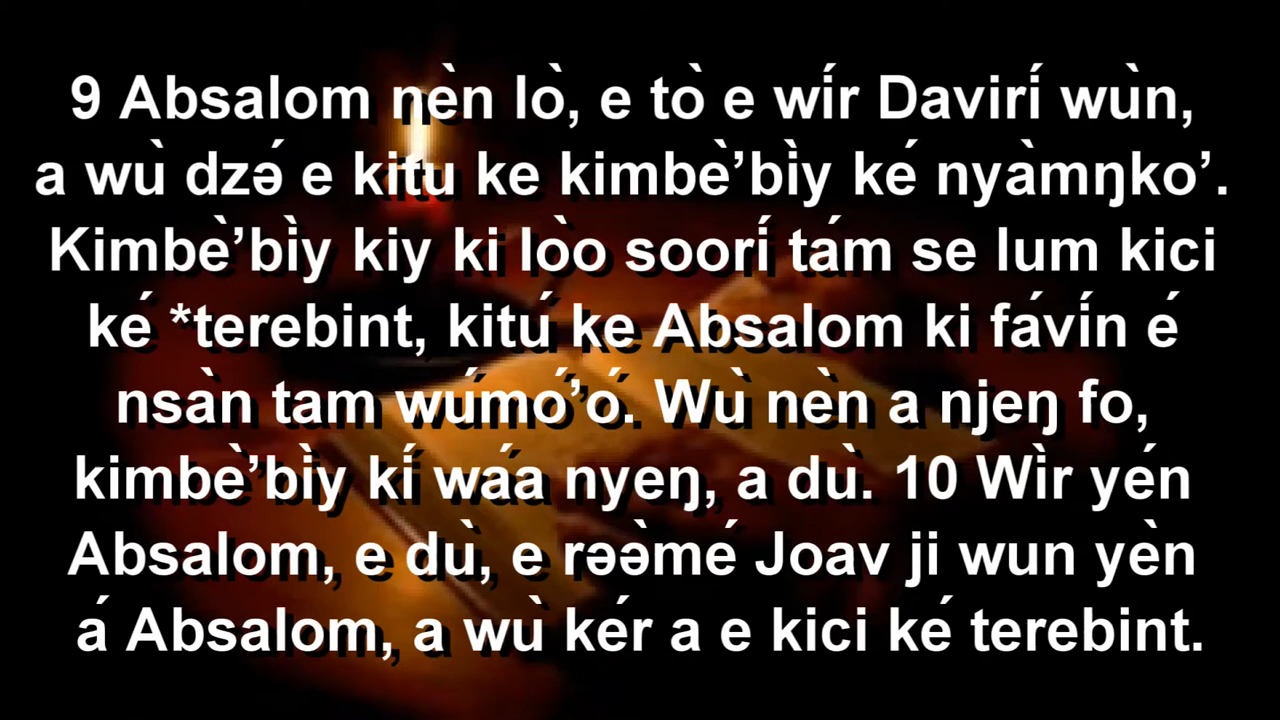 9 Absalom nèn lò, e tò e wír Davirí wùn,
a wù dzə́ e kitu ke kimbè’bìy ké nyàmŋko’.
Kimbè’bìy kiy ki lòo soorí tám se lum kici
ké *terebint, kitú ke Absalom ki fávín é
nsàn tam wúmó’ó. Wù nèn a njeŋ fo,
kimbè’bìy kí wáa nyeŋ, a dù. 10 Wìr yén
Absalom, e dù, e rəə̀mé Joav ji wun yèn
á Absalom, a wù kér a e kici ké terebint.